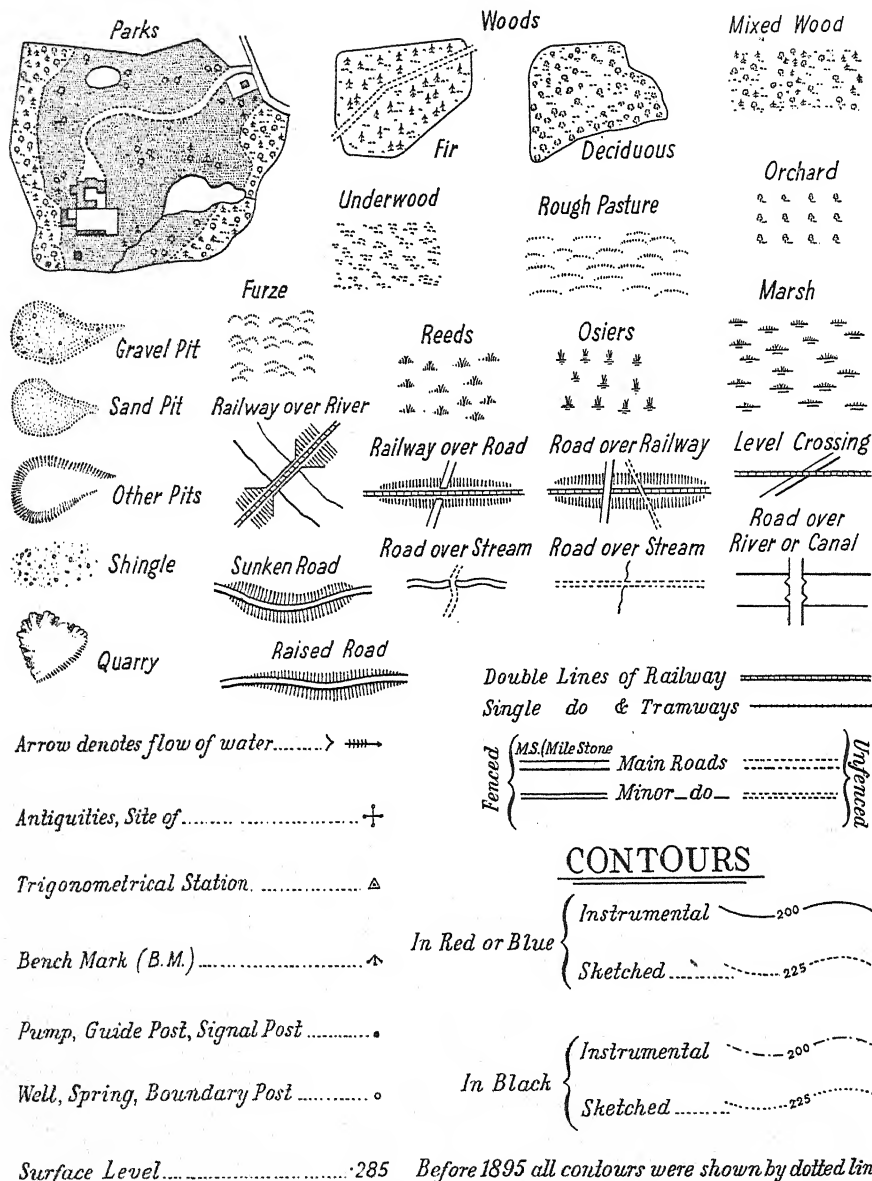 Parks
Woods
Mixed Wood
Fir
Deciduous
Orchard
Underwood
Rough Pasture
Furze
Marsh
Gravel Pit
Reeds
Osiers
Sand Pit
Railway over River
Railway over Road
Road over Railway
Level Crossing
Other Pits
Road over
River or Canal
Road over Stream
Road over Stream
Shingle
Sunken Road
Quarry
Raised Road
Double Lines of Railway
Single do & Tramways
Arrow denotes flow of water........>
Fenced
M.S.(Mile Stone
Main Roads
Minor_do_
Unfenced
Antiquities, Site of
Trigonometrical Station.
Bench Mark (B.M.)
Pump, Guide Post, Signal Post
Well, Spring, Boundary Post
Surface Level ·285
CONTOURS
In Red or Blue
Instrumental 200
Sketched 225
In Black
Instrumental 200
Sketched 225
Before 1895 all contours were shown by dotted lin